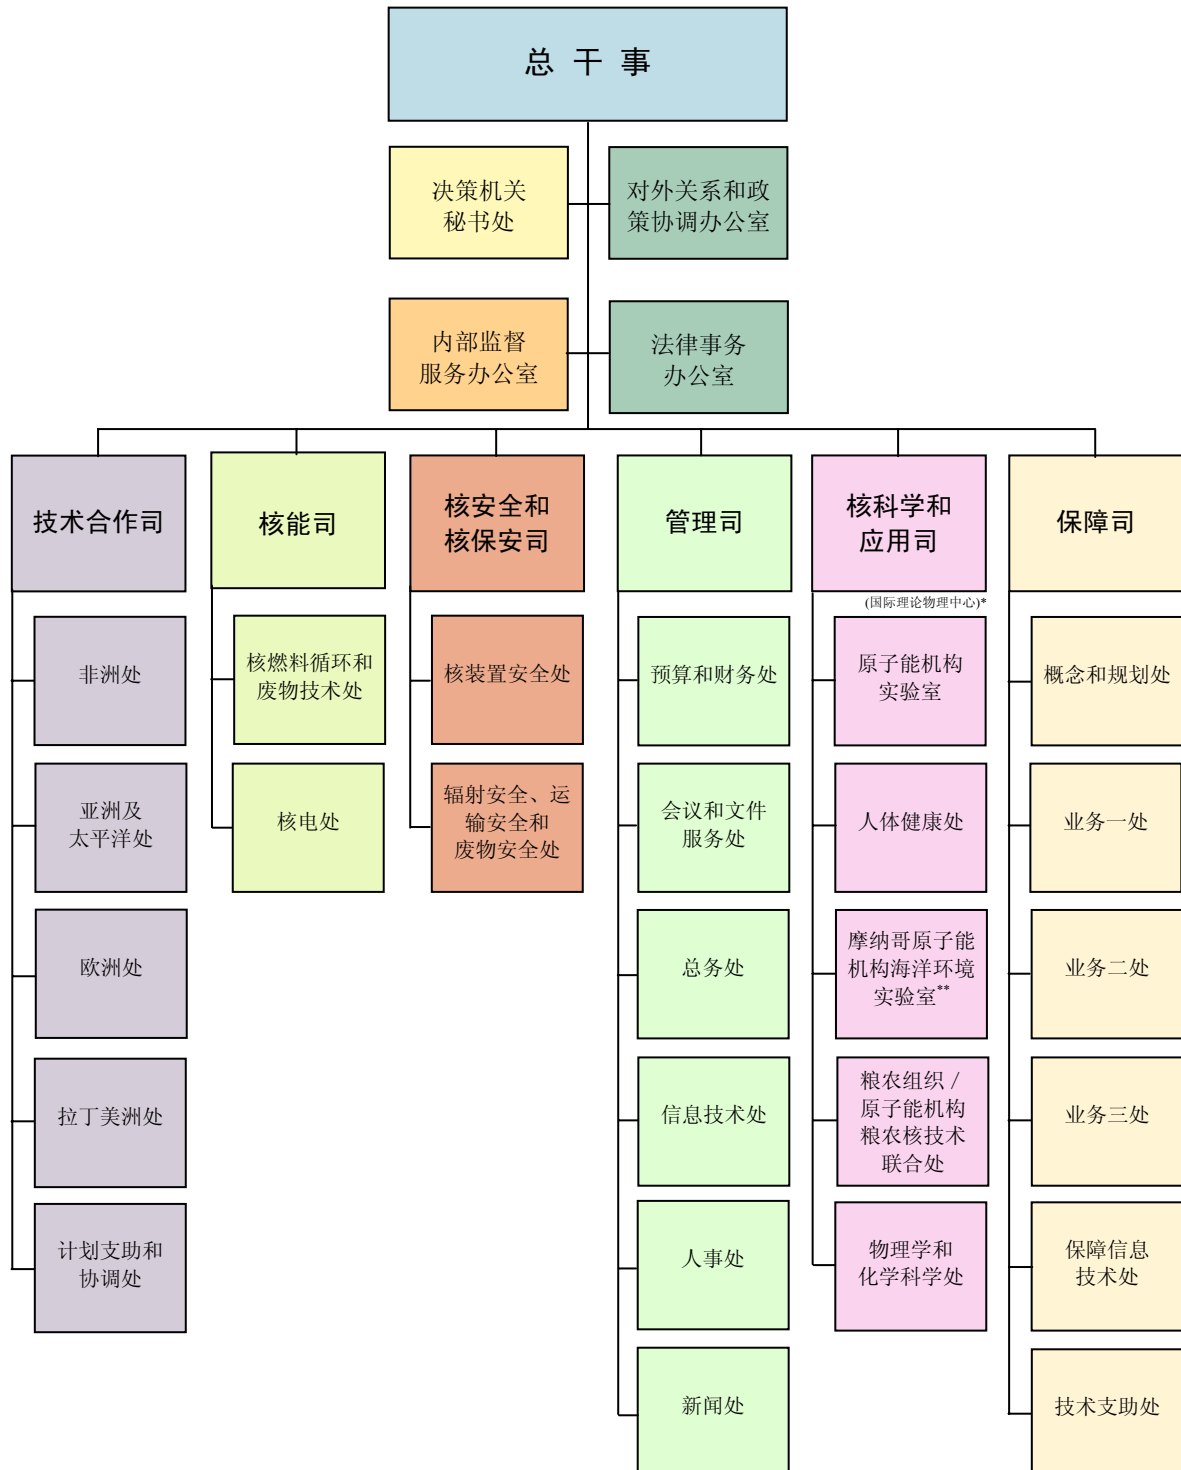 总 干 事
决策机关
秘书处
对外关系和政
策协调办公室
内部监督
服务办公室
法律事务
办公室
技术合作司
核能司
核安全和
核保安司
管理司
核科学和
应用司
保障司
(国际理论物理中心)*
非洲处
亚洲及
太平洋处
欧洲处
拉丁美洲处
计划支助和
协调处
核燃料循环和
废物技术处
核电处
核装置安全处
辐射安全、运
输安全和
废物安全处
预算和财务处
会议和文件
服务处
总务处
信息技术处
人事处
新闻处
原子能机构
实验室
人体健康处
摩纳哥原子能
机构海洋环境
实验室**
粮农组织 /
原子能机构
粮农核技术
联合处
物理学和
化学科学处
概念和规划处
业务一处
业务二处
业务三处
保障信息
技术处
技术支助处